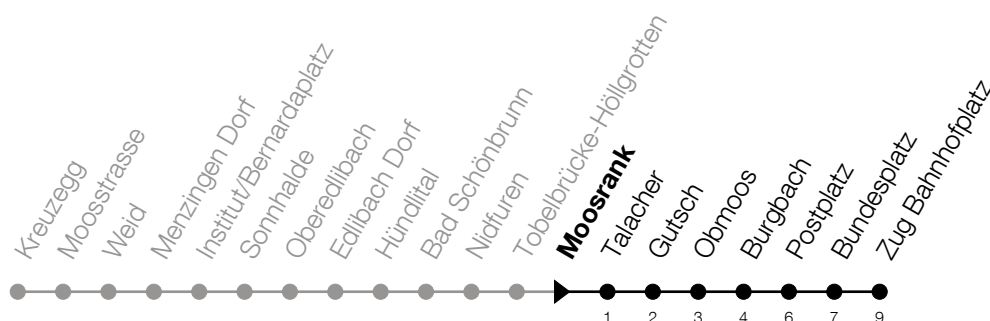 Kreuzegg
Moosstrasse
Weid
Menzingen Dorf
Institut/Bernardaplatz
Sonnhalde
Oberedlibach
Edlibach Dorf
Hündlital
Bad Schönbrunn
Nidfuren
Tobelbrücke-Höllgrotten
Moosrank
Talacher
Gutsch
Obmoos
Burgbach
Postplatz
Bundesplatz
Zug Bahnhofplatz
1 2 3 4 6 7 9